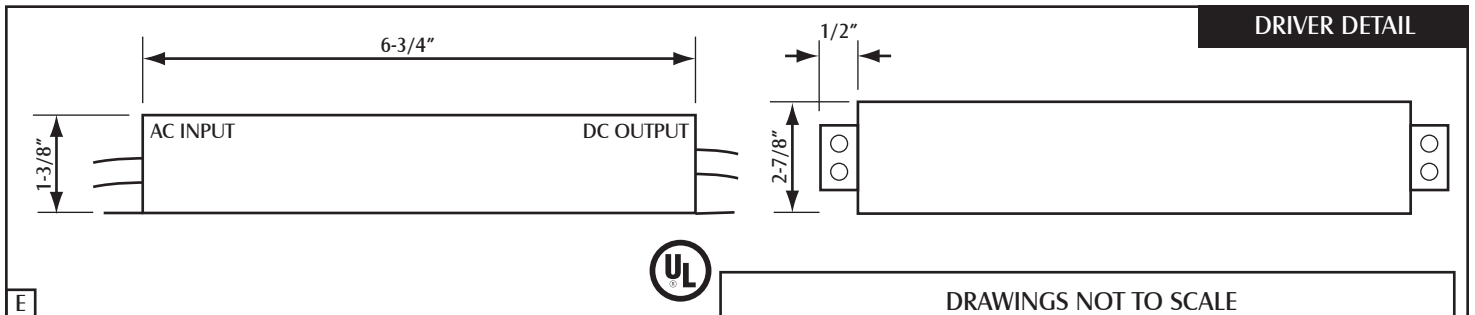 DRIVER DETAIL
6-3/4"
1/2"
AC INPUT
DC OUTPUT
1-3/8"
2-7/8"
UL
®
E
DRAWINGS NOT TO SCALE